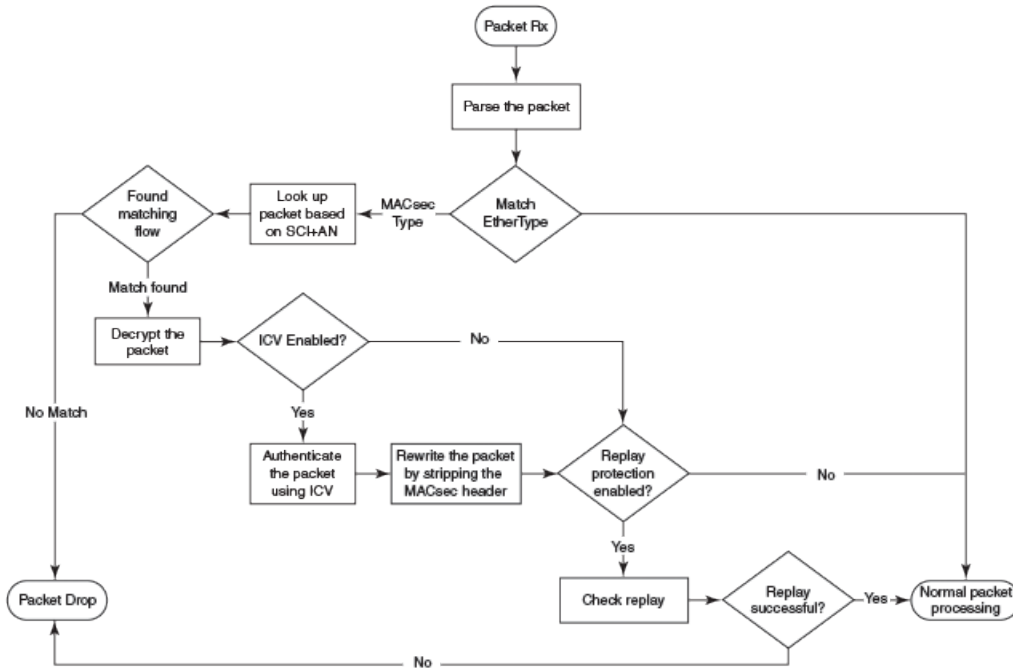 Packet Rx
Parse the packet
Match
EtherType
MACsec
Type
Look up
packet based
on SCI+AN
Found
matching
flow
Match found
Decrypt the
packet
ICV Enabled?
No
No Match
Yes
Authenticate
the packet
using ICV
Rewrite the packet
by stripping the
MACsec header
Replay
protection
enabled?
No
Yes
Packet Drop
Check replay
Replay
successful?
Yes
Normal packet
processing
No